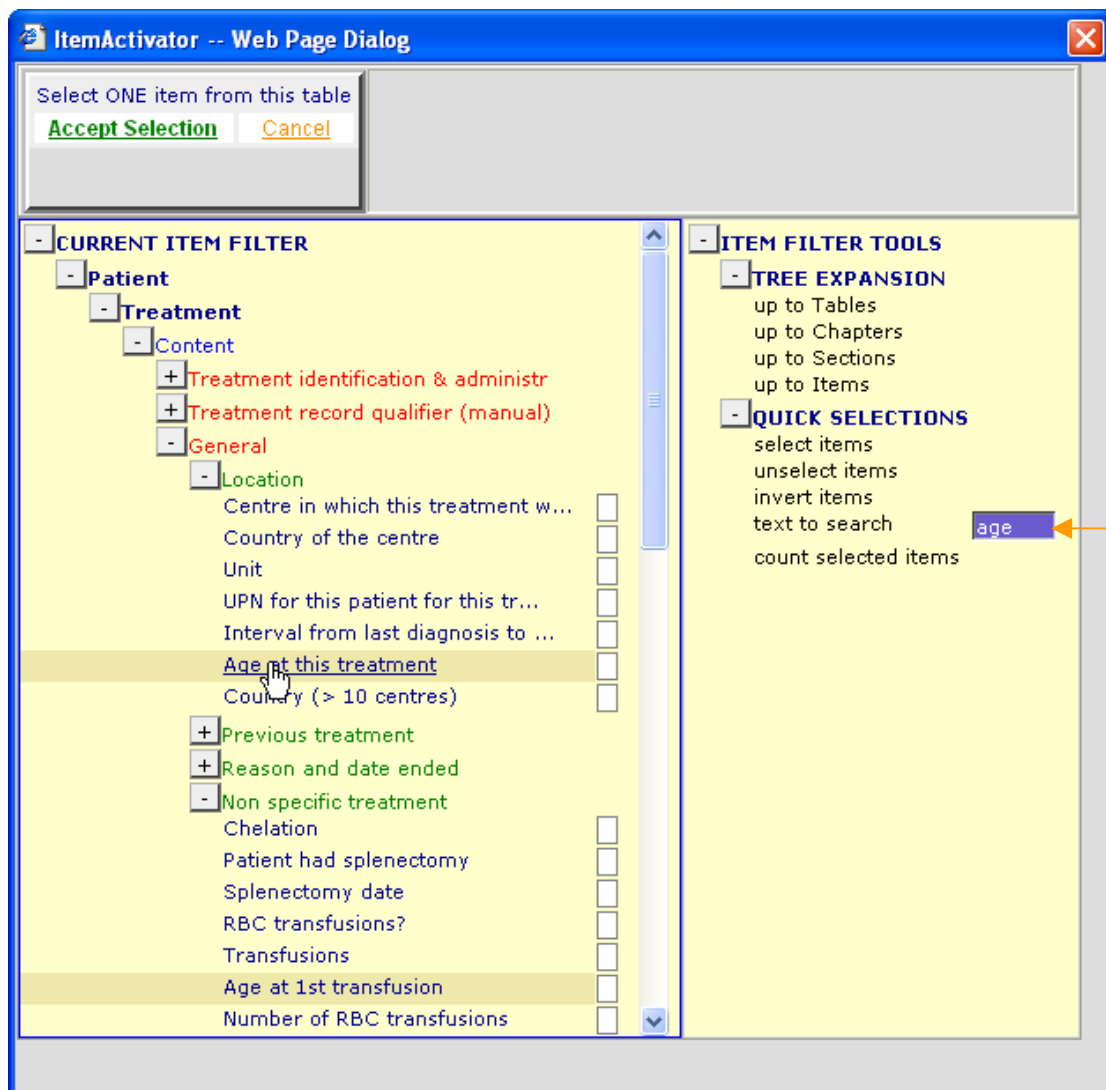 ItemActivator -- Web Page Dialog
Select ONE item from this table
Accept Selection Cancel
- CURRENT ITEM FILTER
- Patient
- Treatment
- Content
+ Treatment identification & administr
+ Treatment record qualifier (manual)
- General
- Location
Centre in which this treatment w...
Country of the centre
Unit
UPN for this patient for this tr...
Interval from last diagnosis to ...
Age at this treatment
Country (> 10 centres)
+ Previous treatment
+ Reason and date ended
- Non specific treatment
Chelation
Patient had splenectomy
Splenectomy date
RBC transfusions?
Transfusions
Age at 1st transfusion
Number of RBC transfusions
- ITEM FILTER TOOLS
- TREE EXPANSION
up to Tables
up to Chapters
up to Sections
up to Items
- QUICK SELECTIONS
select items
unselect items
invert items
text to search age
count selected items